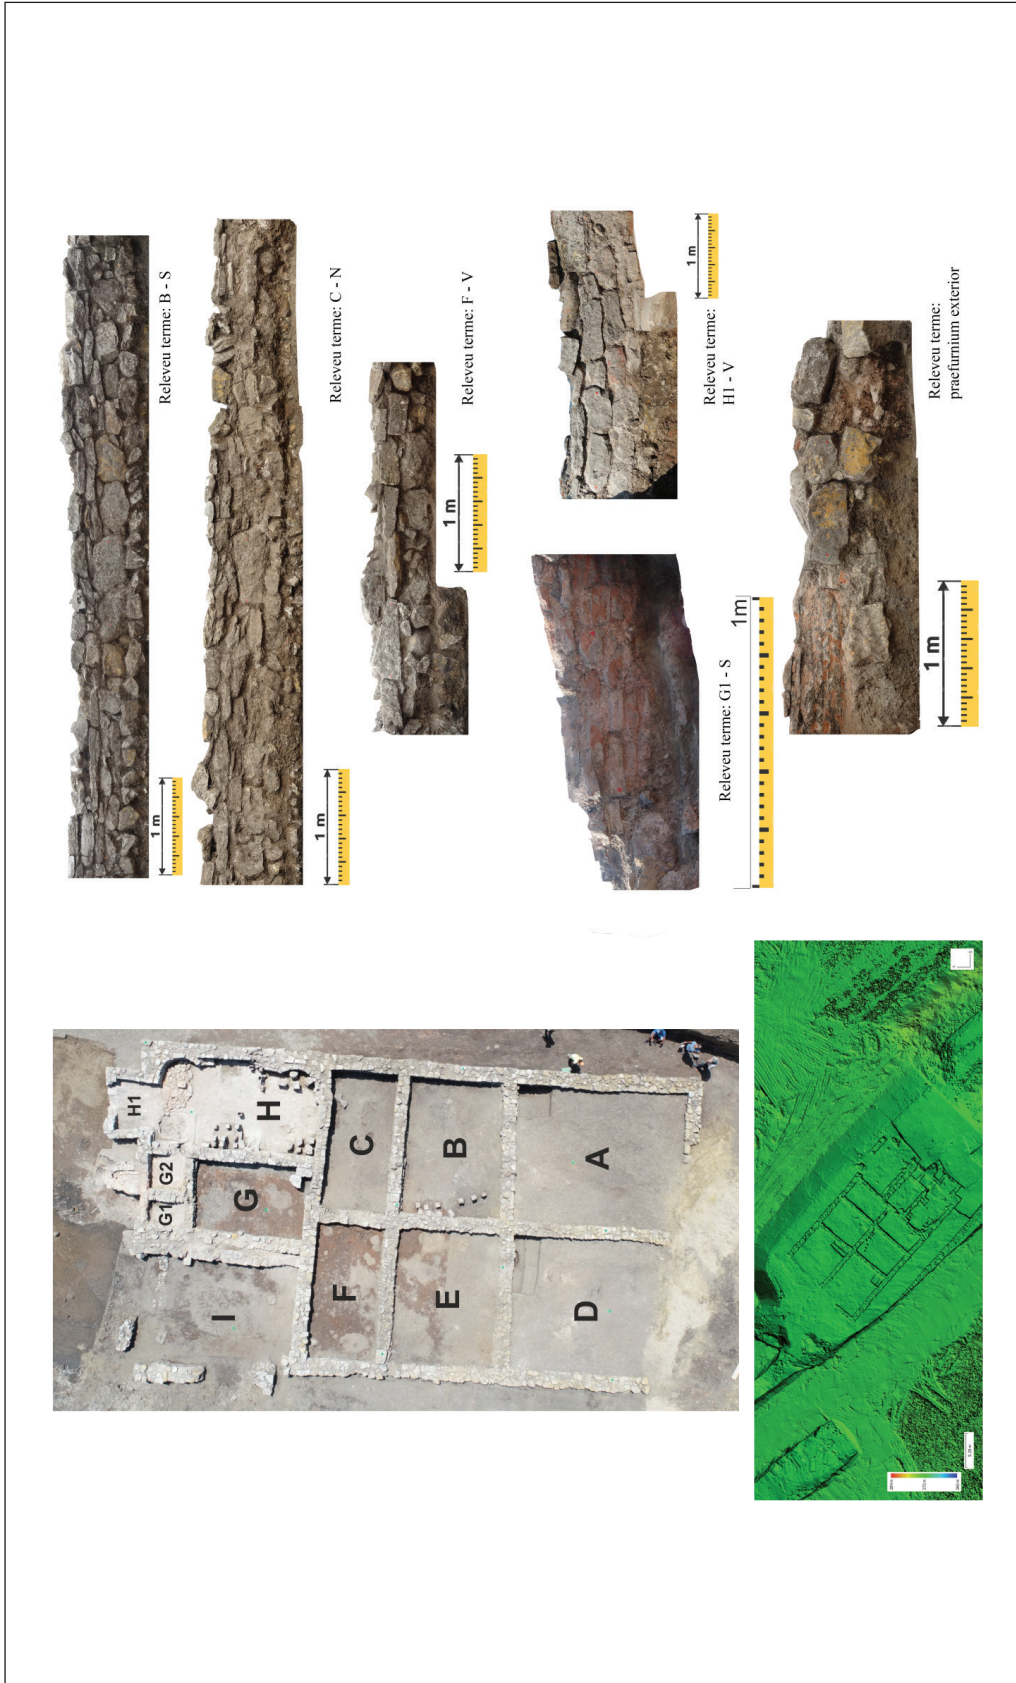 Releveu terme: B - S
1 m
Releveu terme: C - N
1 m
Releveu terme: F - V
1 m
Releveu terme:
H1 - V
1 m
Releveu terme: G1 - S
1m
Releveu terme:
praefurnium exterior
1 m
H1
G2
G1
H
G
I
C
F
B
E
A
D